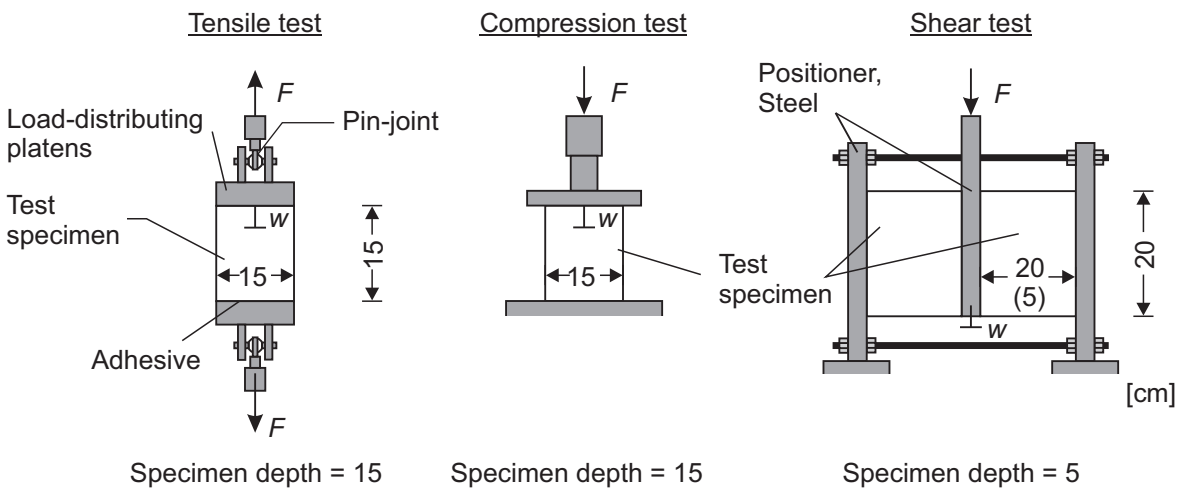 Tensile test
Compression test
Shear test
F
Load-distributing
platens
Pin-joint
Test
specimen
w
15
15
Adhesive
F
F
w
15
Test
specimen
Positioner,
Steel
F
20
(5)
20
w
[cm]
Specimen depth = 15
Specimen depth = 15
Specimen depth = 5